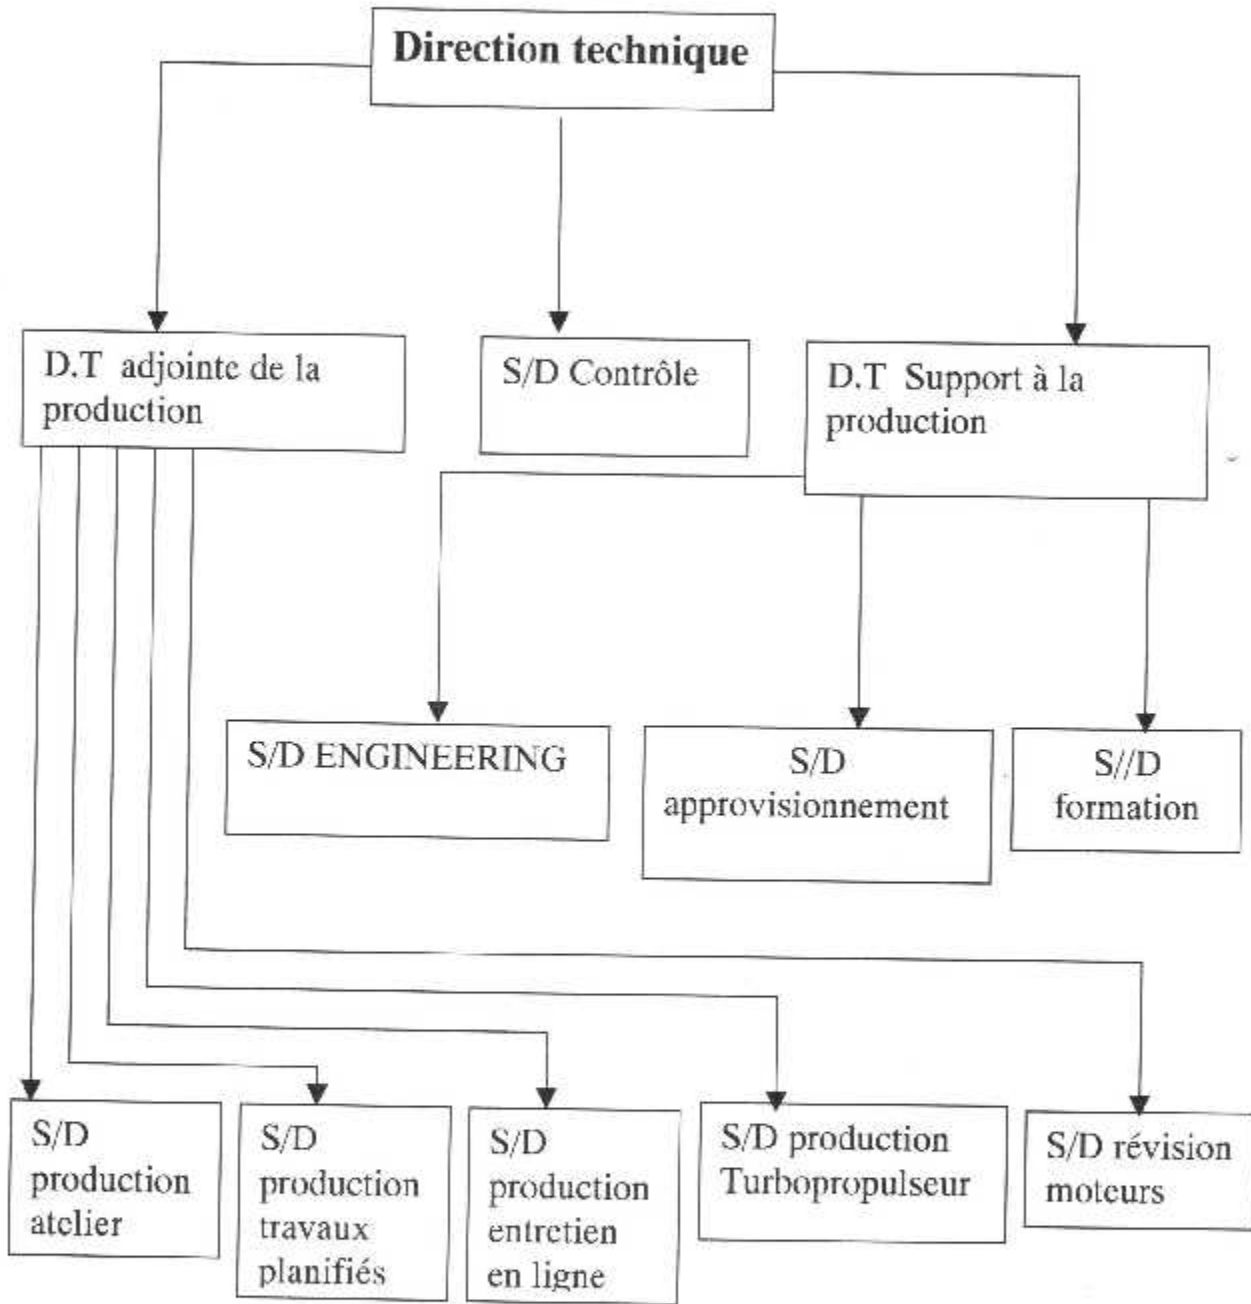 Direction technique
D.T adjointe de la
production
S/D Contrôle
D.T Support à la
production
S/D ENGINEERING
S/D
approvisionnement
S//D
formation
S/D
production
atelier
S/D
production
travaux
planifiés
S/D
production
entretien
en ligne
S/D production
Turbopropulseur
S/D révision
moteurs